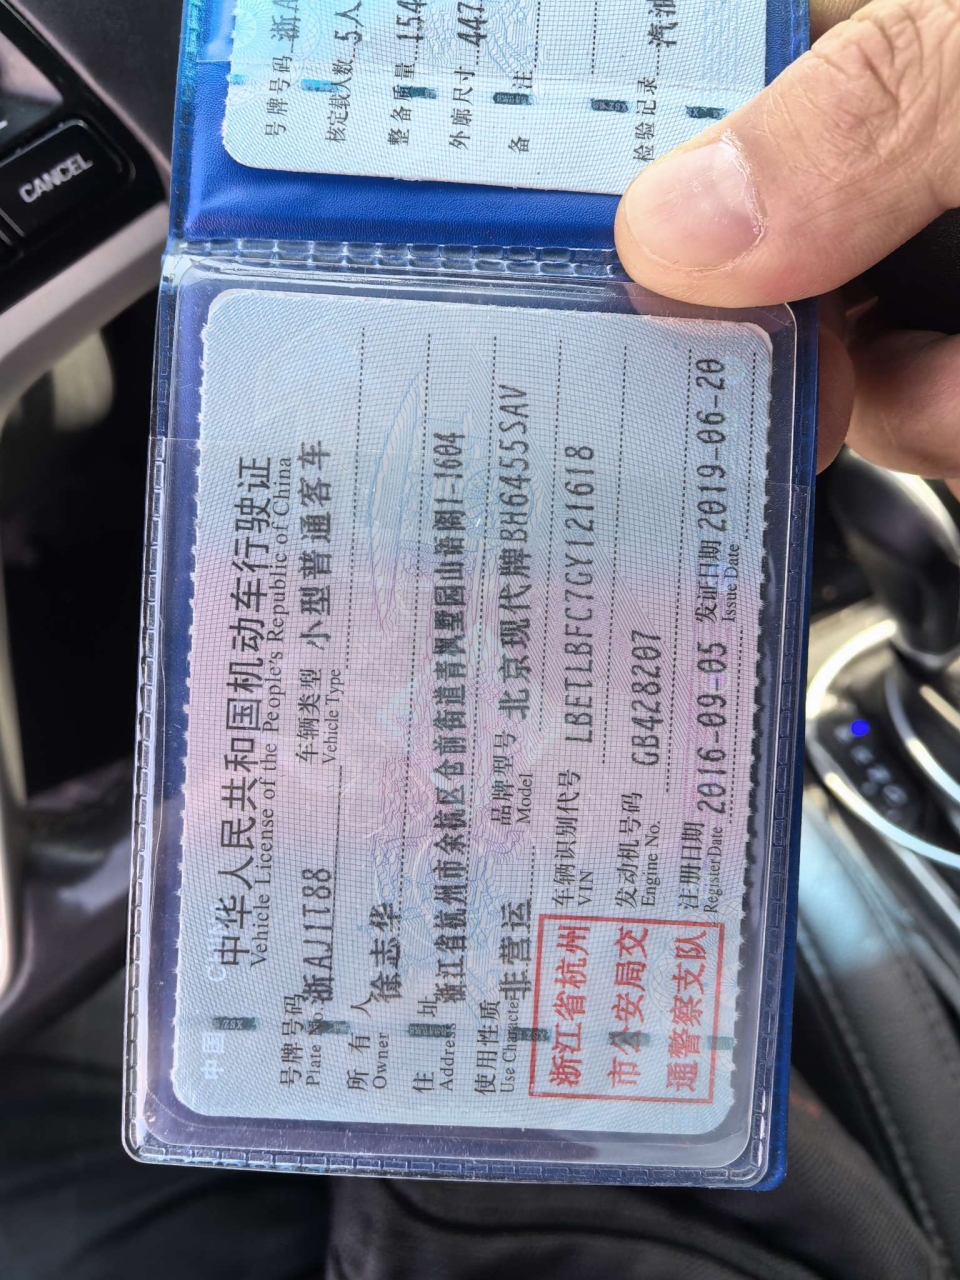 号牌号码 浙A
核定载人数 5人
整备质量 154
外廓尺寸 447
备 注
检验记录 汽油
CANCEL
中华人民共和国机动车行驶证
Vehicle License of the People's Republic of China
号牌号码 浙AJ1T88 车辆类型 小型普通客车
Plate No. Vehicle Type
所有人 徐志华
Owner
住址 浙江省杭州市余杭区仓前街道青枫墅园山语阁1-1604
Address
使用性质 非营运 品牌型号 北京现代牌BH6455SAV
Use Character Model
车辆识别代号 LBETLBFC7GY121618
VIN
发动机号码 GB428207
Engine No.
注册日期 2016-09-05 发证日期 2019-06-20
Register Date Issue Date
浙江省杭州
市公安局交
通警察支队
中国